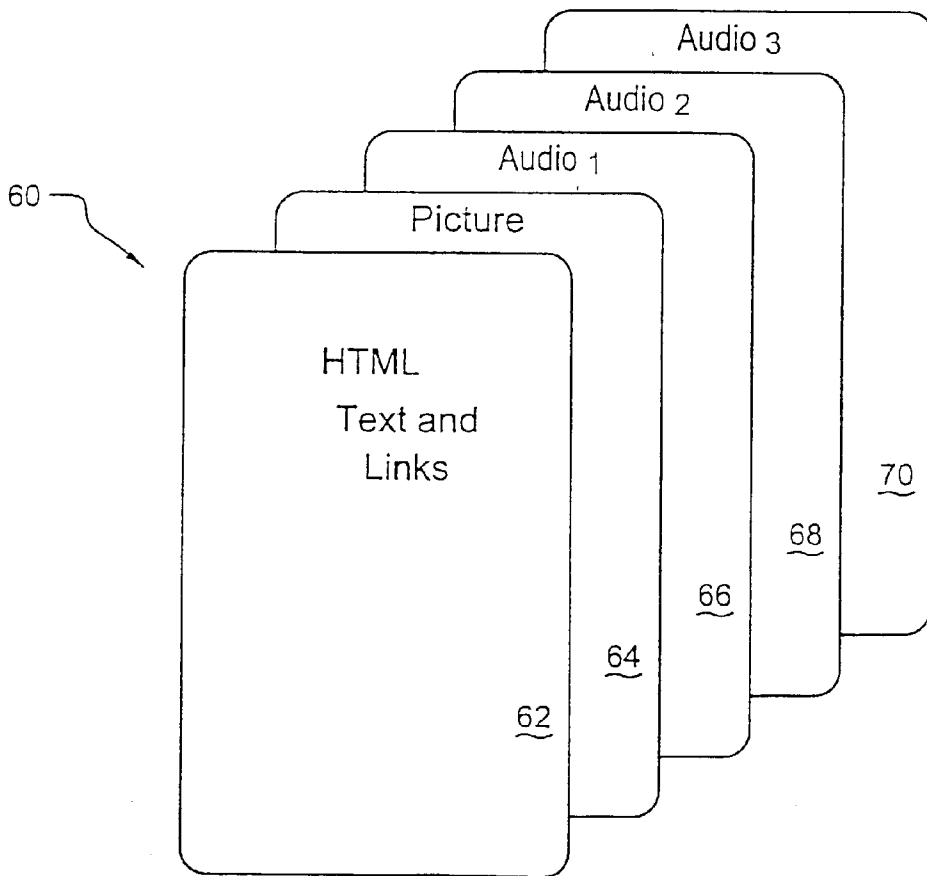 Audio 3
Audio 2
Audio 1
60
Picture
HTML
Text and
Links
70
68
66
64
62